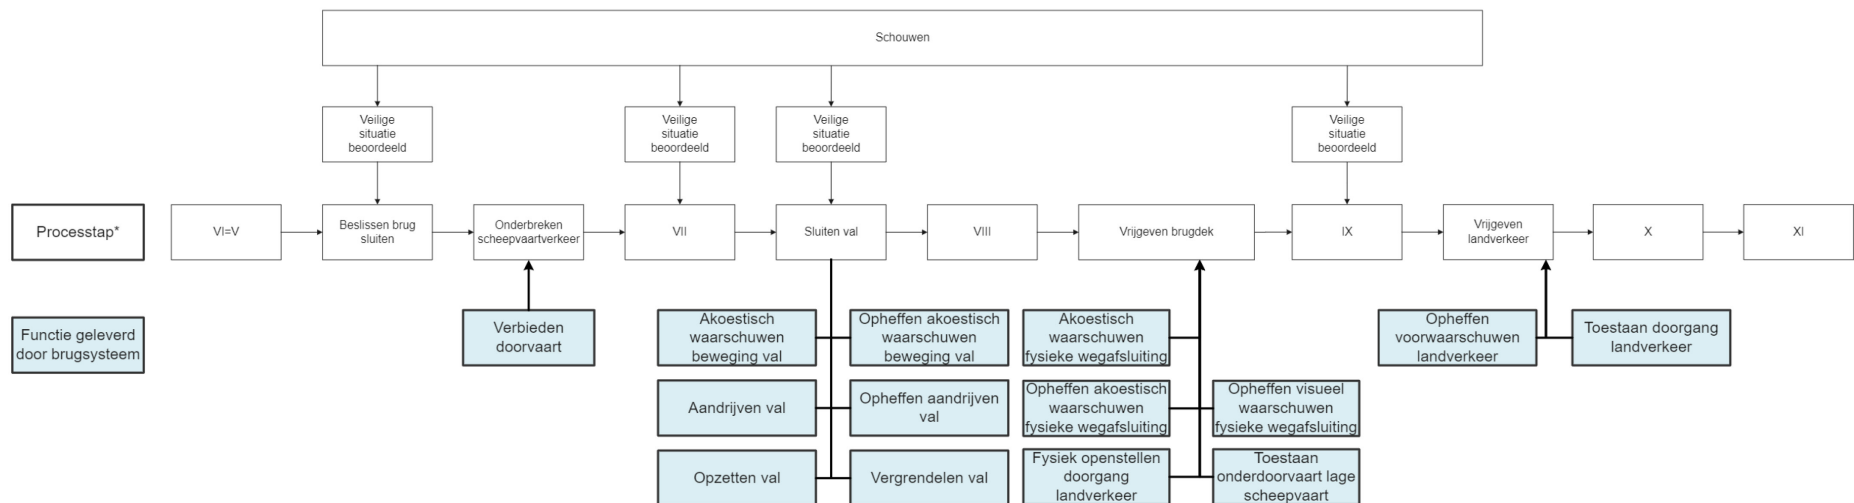 Schouwen
Veilige
situatie
beoordeeld
Veilige
situatie
beoordeeld
Veilige
situatie
beoordeeld
Veilige
situatie
beoordeeld
Processtap*
VI=V
Beslissen brug
sluiten
Onderbreken
scheepvaartverkeer
VII
Sluiten val
VIII
Vrijgeven brugdek
IX
Vrijgeven
landverkeer
X
XI
Functie geleverd
door brugsysteem
Verbieden
doorvaart
Akoestisch
waarschuwen
beweging val
Opheffen akoestisch
waarschuwen
beweging val
Aandrijven val
Opheffen aandrijven
val
Opzetten val
Vergrendelen val
Akoestisch
waarschuwen
fysieke wegafsluiting
Opheffen akoestisch
waarschuwen
fysieke wegafsluiting
Opheffen visueel
waarschuwen
fysieke wegafsluiting
Fysiek openstellen
doorgang
landverkeer
Toestaan
onderdoorvaart lage
scheepvaart
Opheffen
voorwaarschuwen
landverkeer
Toestaan doorgang
landverkeer